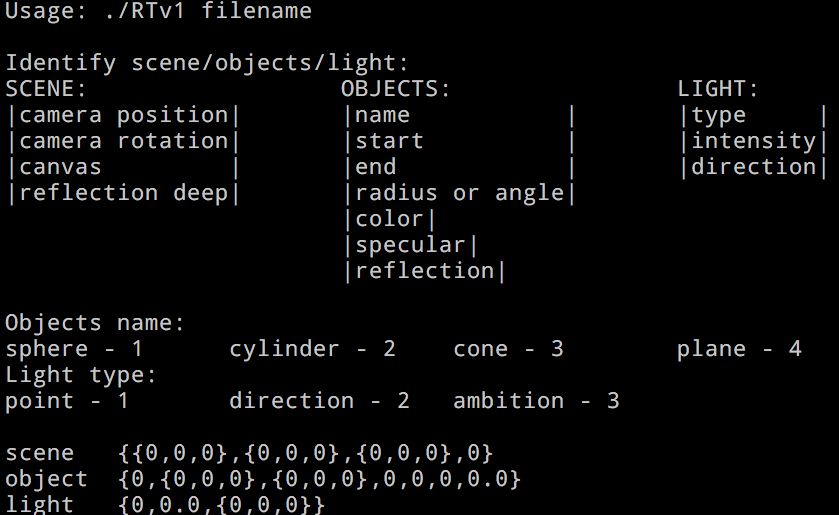 Usage: ./RTv1 filename
Identify scene/objects/light:
SCENE: OBJECTS: LIGHT:
|camera position| |name | |type |
|camera rotation| |start | |intensity|
|canvas | |end | |direction|
|reflection deep| |radius or angle|
|color|
|specular|
|reflection|
Objects name:
sphere - 1 cylinder - 2 cone - 3 plane - 4
Light type:
point - 1 direction - 2 ambition - 3
scene {{0,0,0},{0,0,0},{0,0,0},0}
object {0,{0,0,0},{0,0,0},0,0,0,0.0}
light {0,0.0,{0,0,0}}